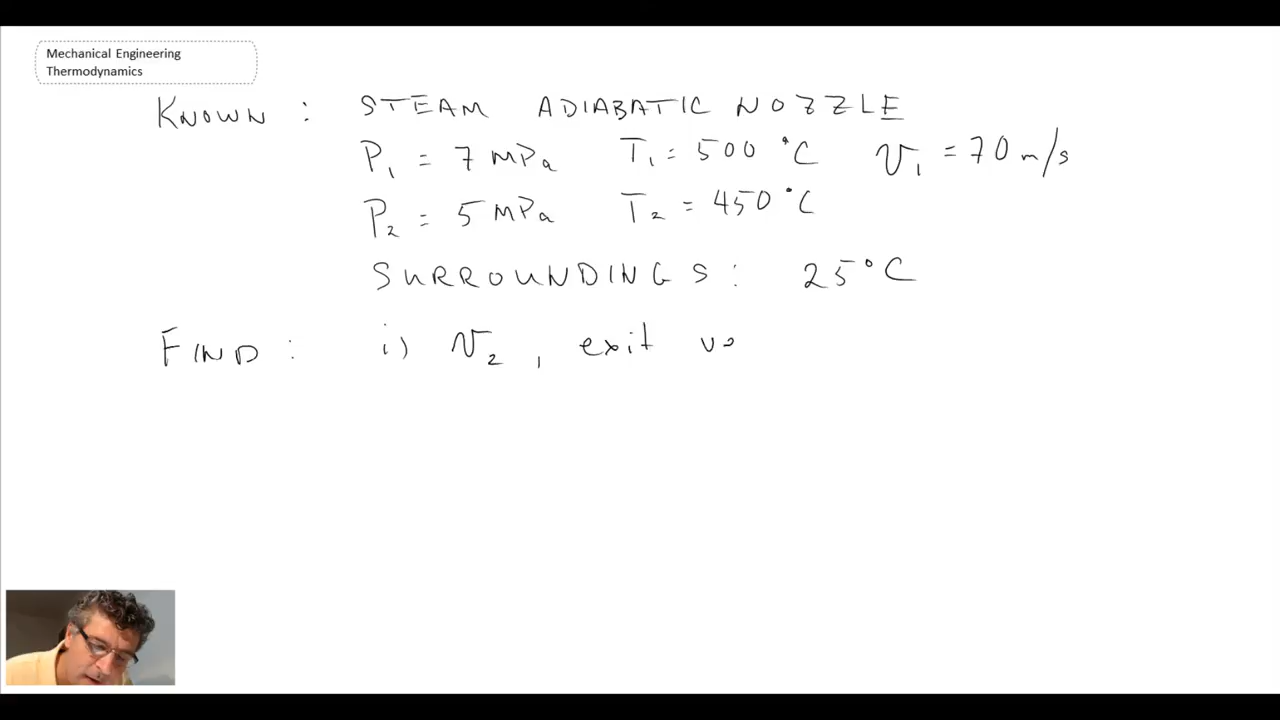 Mechanical Engineering
Thermodynamics
KNOWN : STEAM ADIABATIC NOZZLE
P₁ = 7 MPa T₁ = 500 °C V₁ = 70 m/s
P₂ = 5 MPa T₂ = 450 °C
SURROUNDINGS : 25°C
FIND : i) V₂ , exit ve